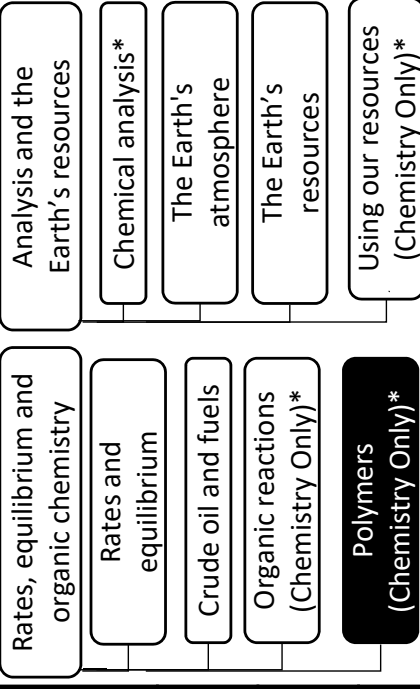 Analysis and the
Earth’s resources
Chemical analysis*
The Earth's
atmosphere
The Earth’s
resources
Using our resources
(Chemistry Only)*
Rates, equilibrium and
organic chemistry
Rates and
equilibrium
Crude oil and fuels
Organic reactions
(Chemistry Only)*
Polymers
(Chemistry Only)*